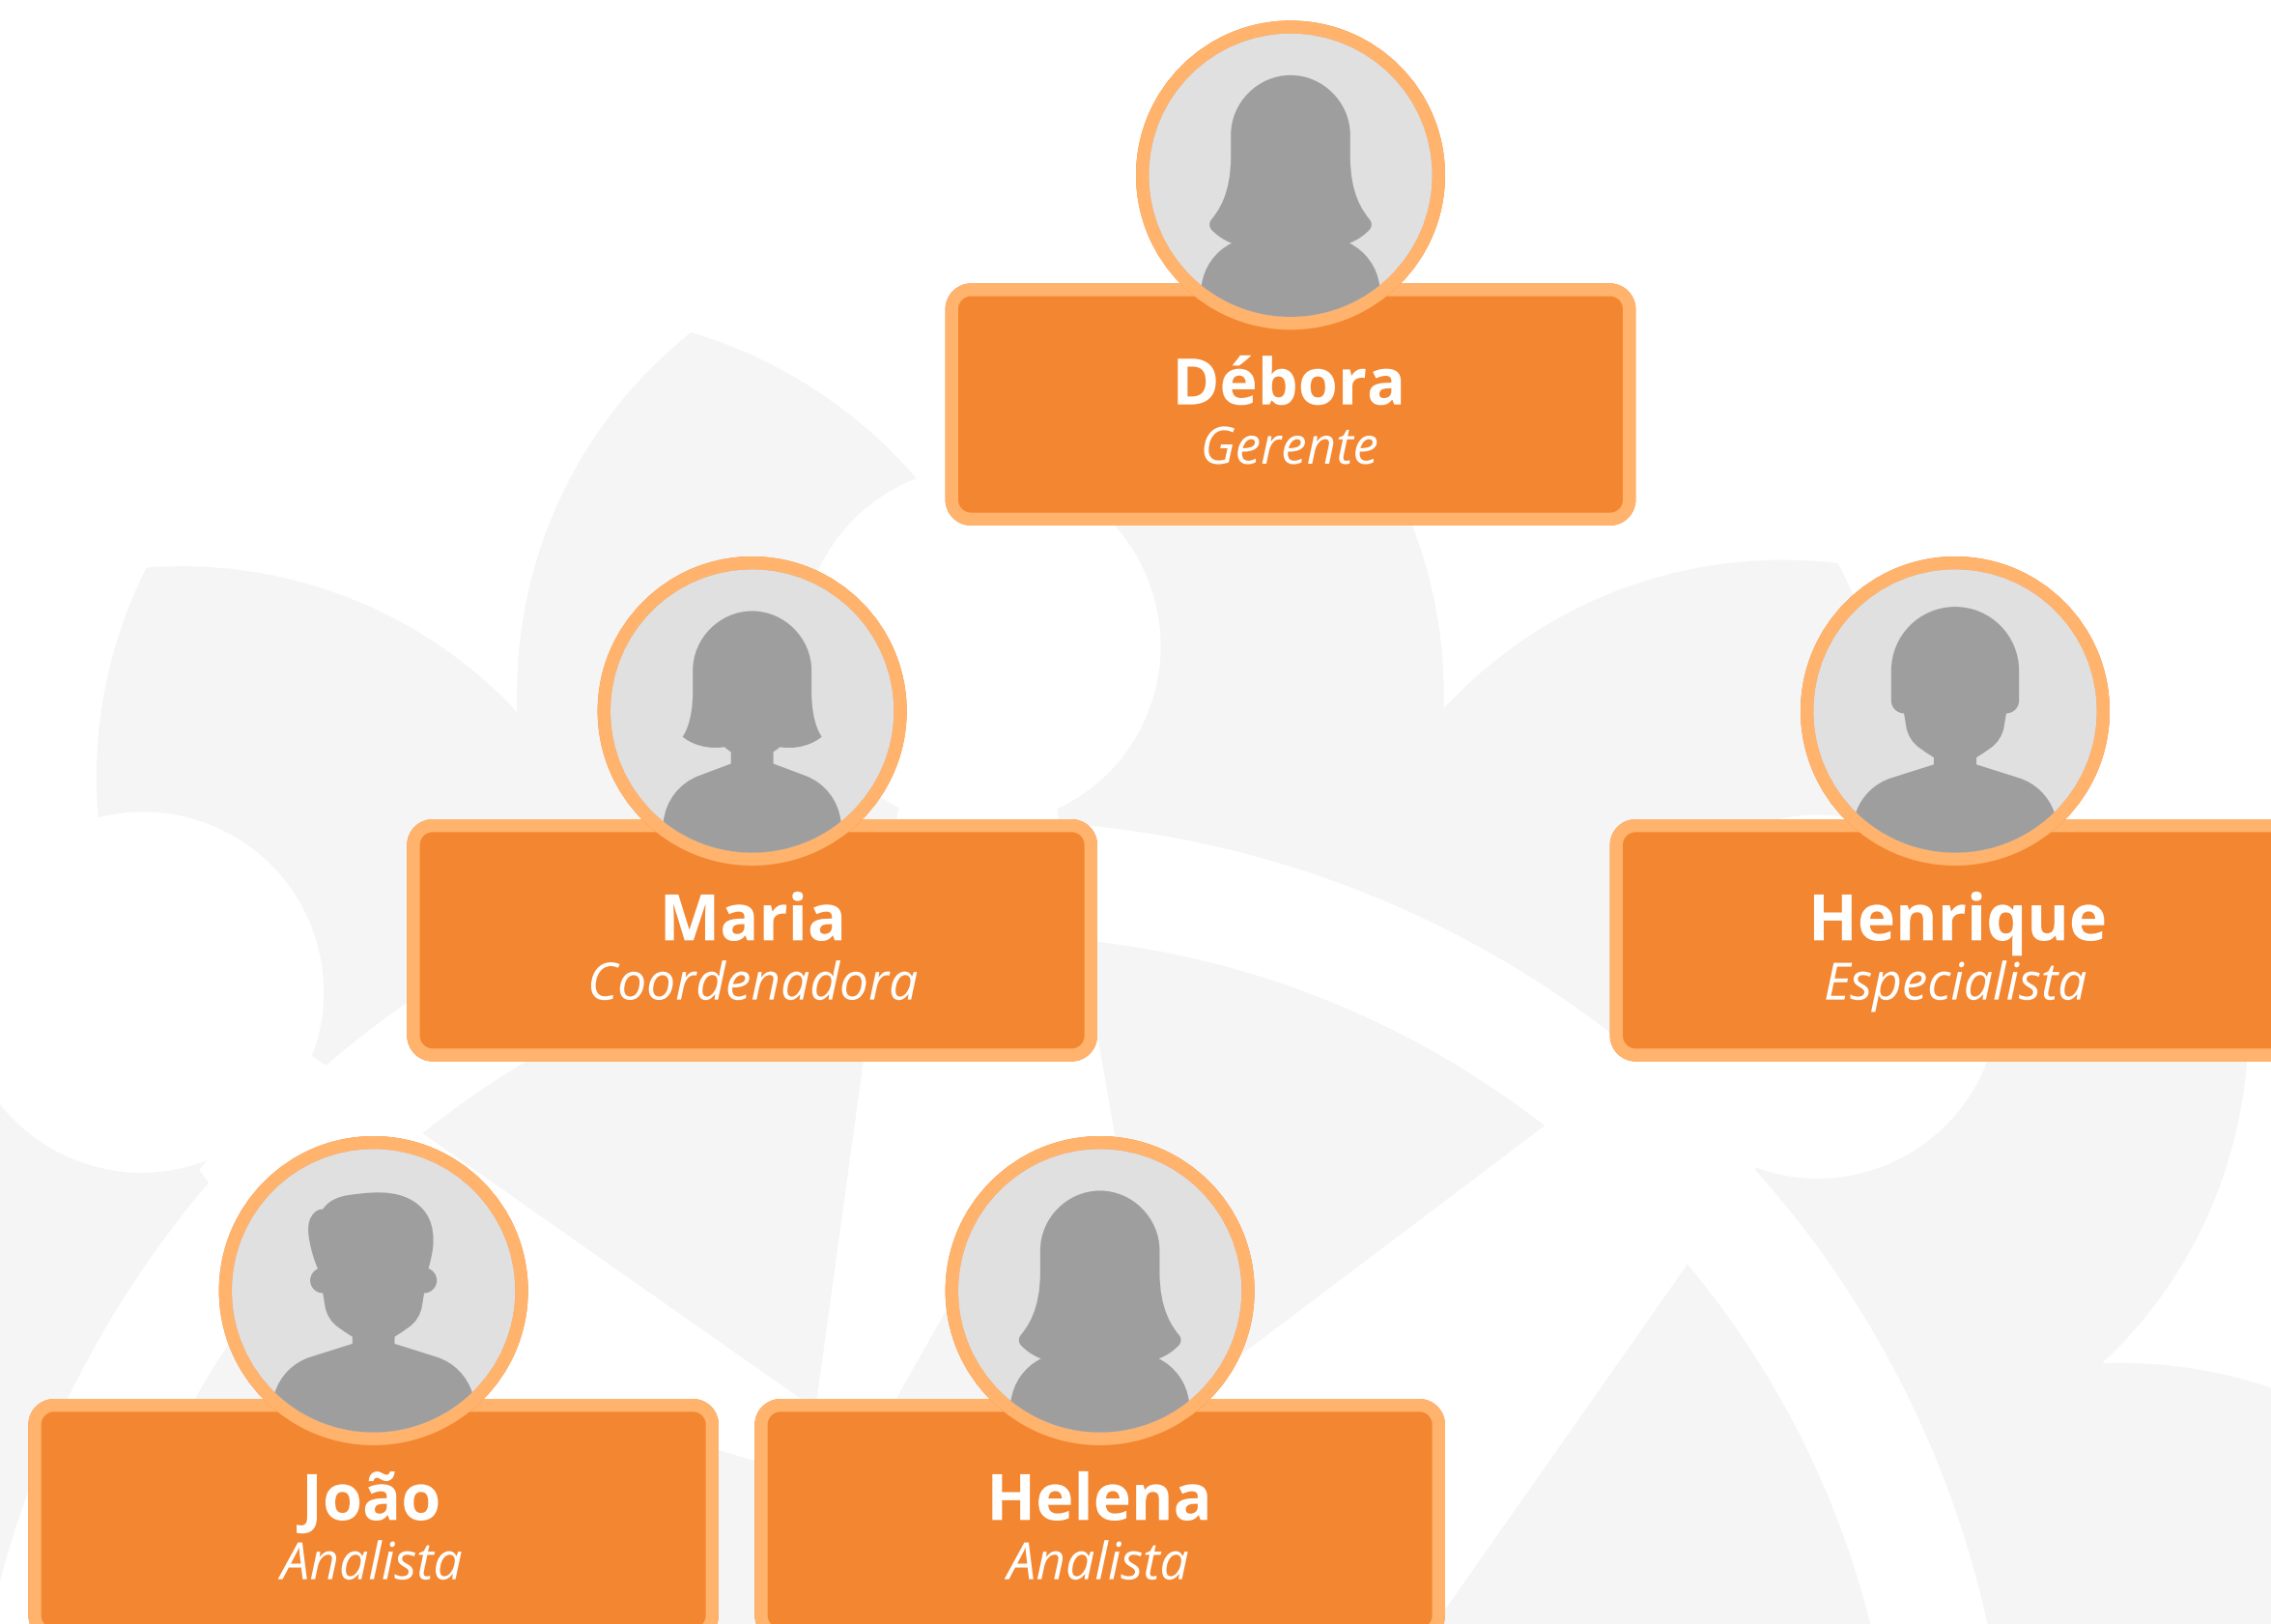 Débora
Gerente
Maria
Coordenadora
Henrique
Especialista
João
Analista
Helena
Analista